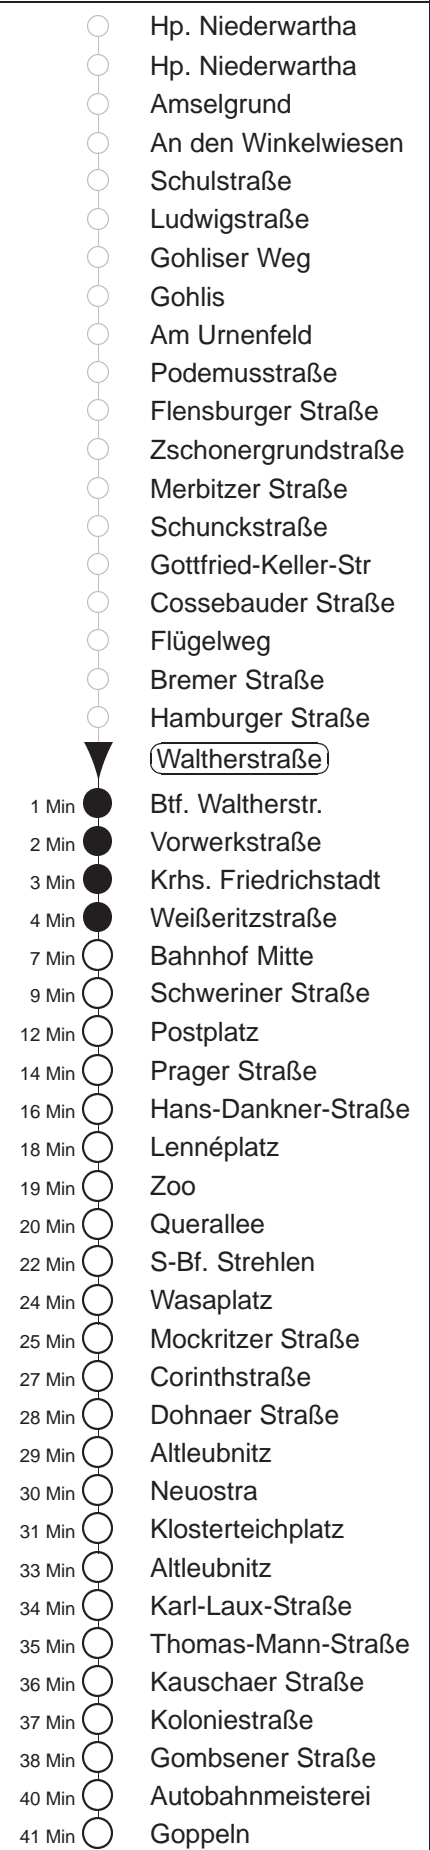 Hp. Niederwartha
Hp. Niederwartha
Amselgrund
An den Winkelwiesen
Schulstraße
Ludwigstraße
Gohliser Weg
Gohlis
Am Urnenfeld
Podemusstraße
Flensburger Straße
Zschonergrundstraße
Merbitzer Straße
Schunckstraße
Gottfried-Keller-Str
Cossebauder Straße
Flügelweg
Bremer Straße
Hamburger Straße
Waltherstraße
1 Min Btf. Waltherstr.
2 Min Vorwerkstraße
3 Min Krhs. Friedrichstadt
4 Min Weißeritzstraße
7 Min Bahnhof Mitte
9 Min Schweriner Straße
12 Min Postplatz
14 Min Prager Straße
16 Min Hans-Dankner-Straße
18 Min Lennéplatz
19 Min Zoo
20 Min Querallee
22 Min S-Bf. Strehlen
24 Min Wasaplatz
25 Min Mockritzer Straße
27 Min Corinthstraße
28 Min Dohnaer Straße
29 Min Altleubnitz
30 Min Neuostra
31 Min Klosterteichplatz
33 Min Altleubnitz
34 Min Karl-Laux-Straße
35 Min Thomas-Mann-Straße
36 Min Kauschaer Straße
37 Min Koloniestraße
38 Min Gombsener Straße
40 Min Autobahnmeisterei
41 Min Goppeln